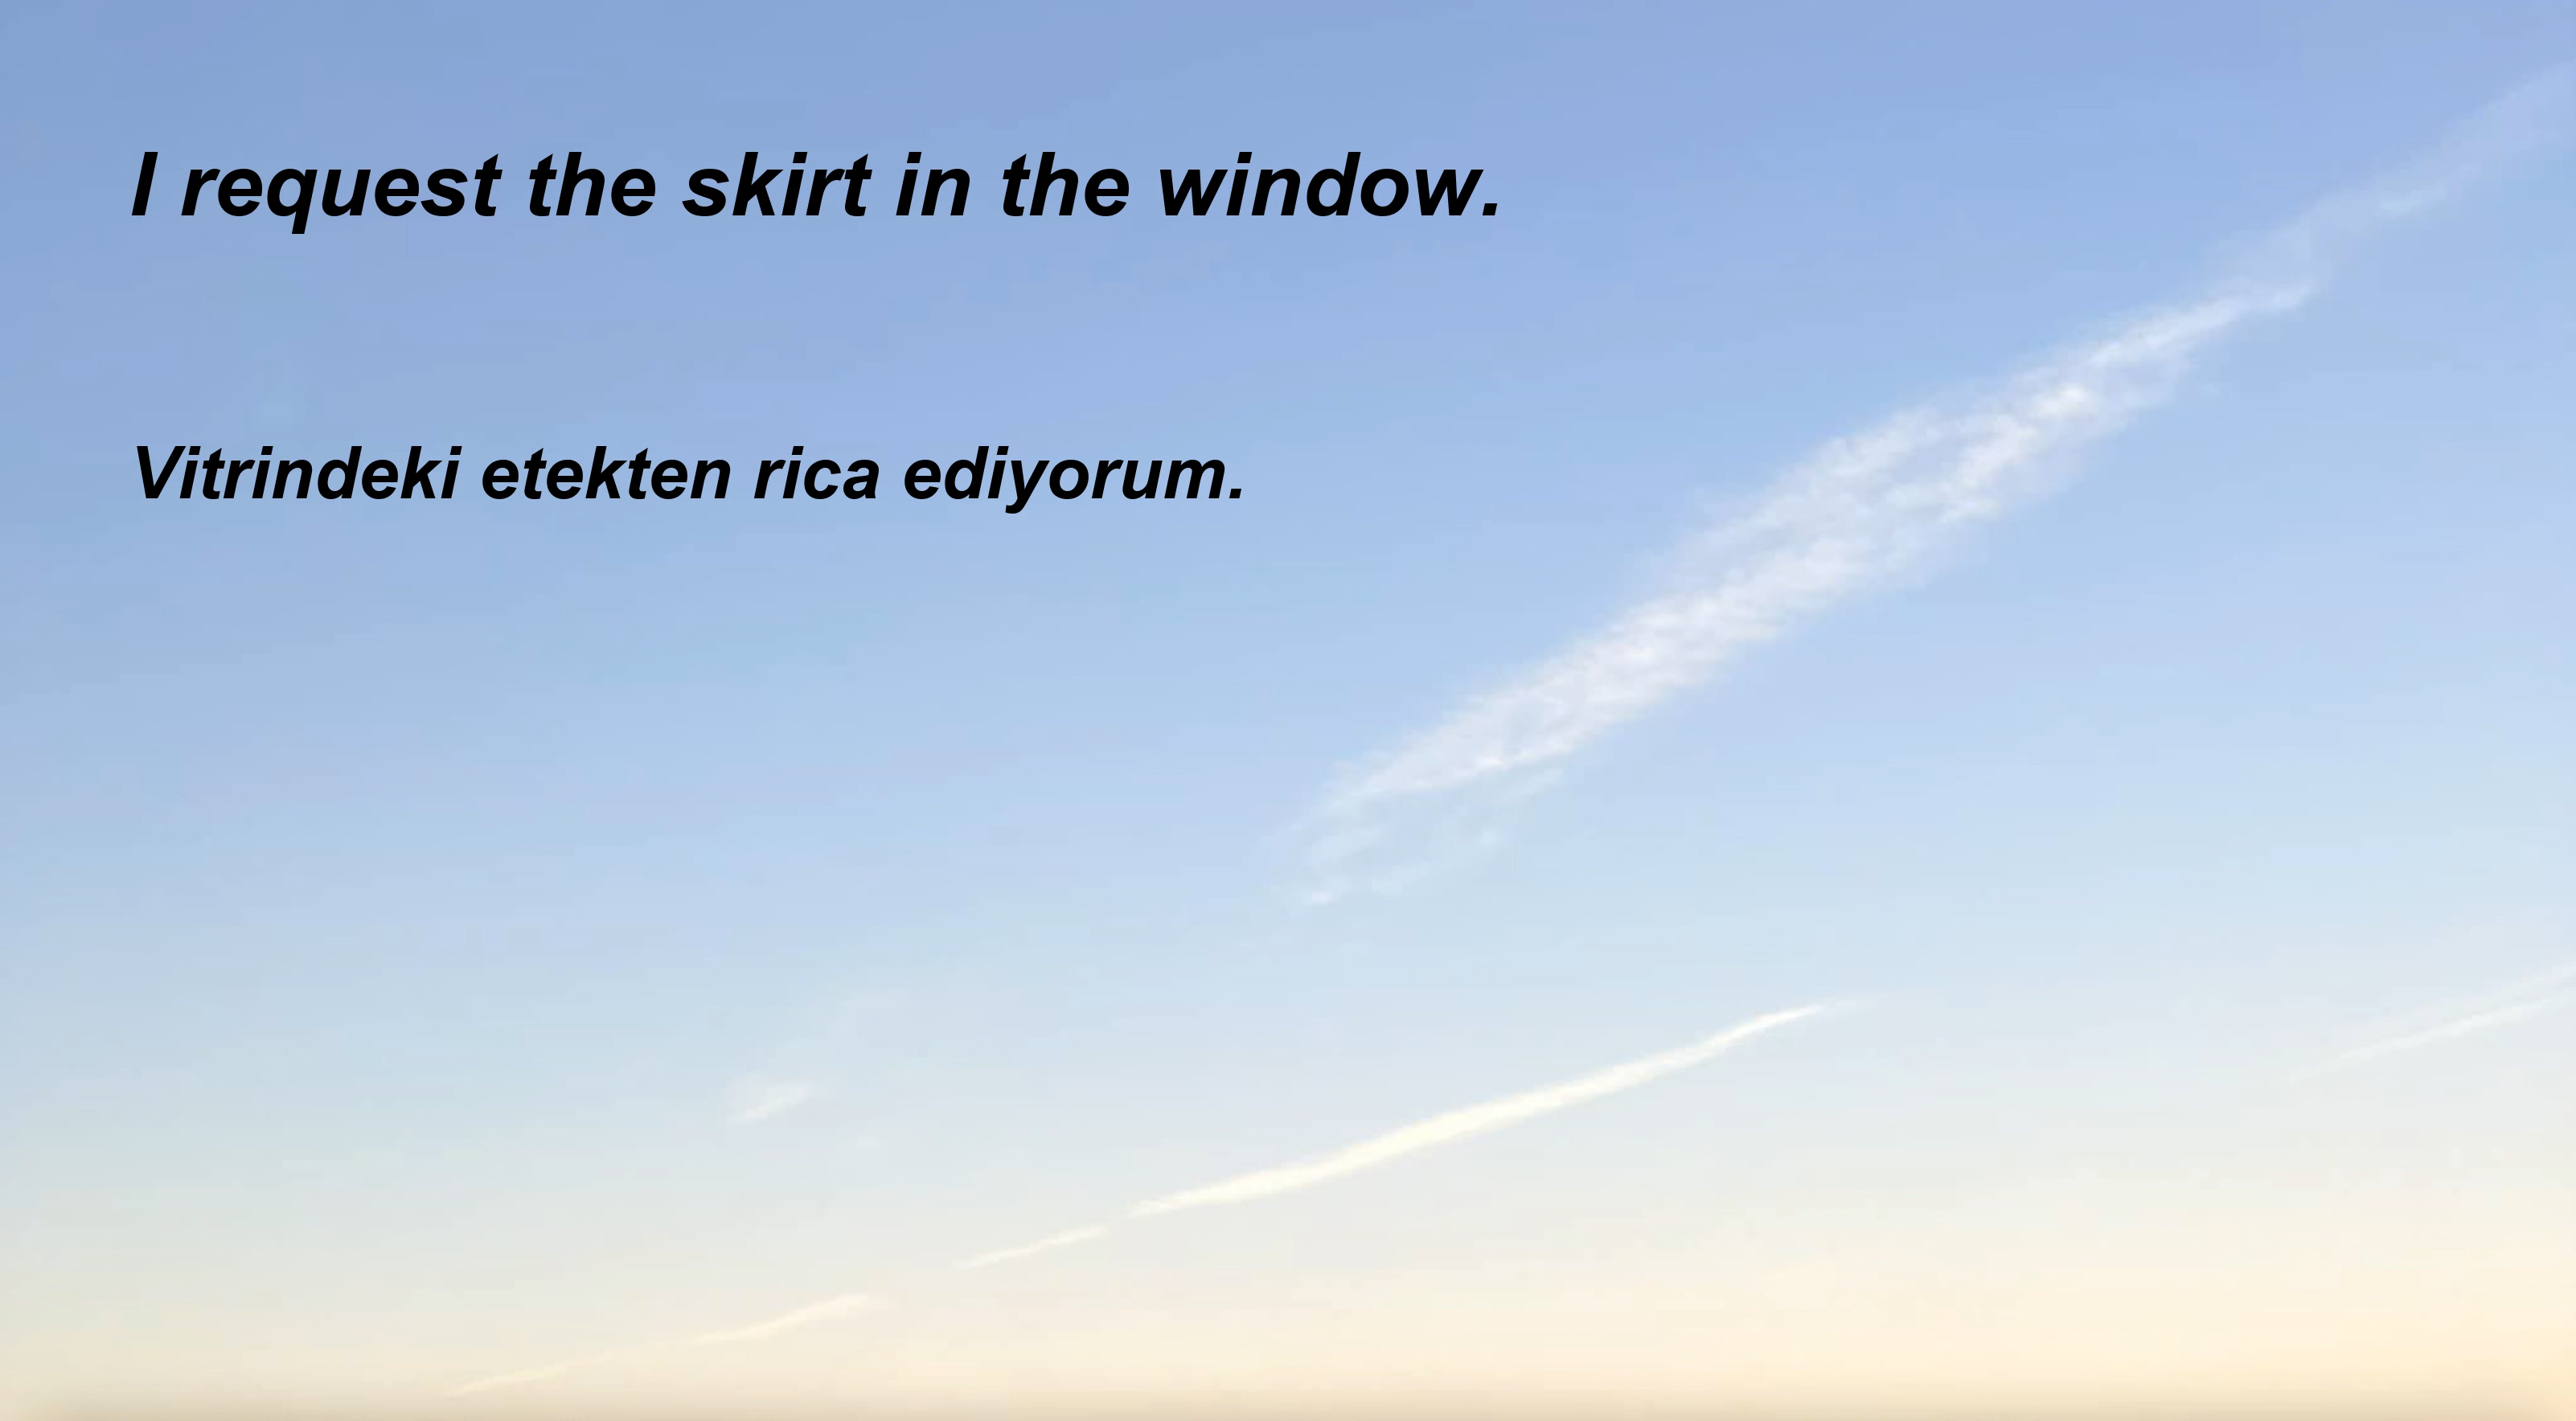 I request the skirt in the window.
Vitrindeki etekten rica ediyorum.